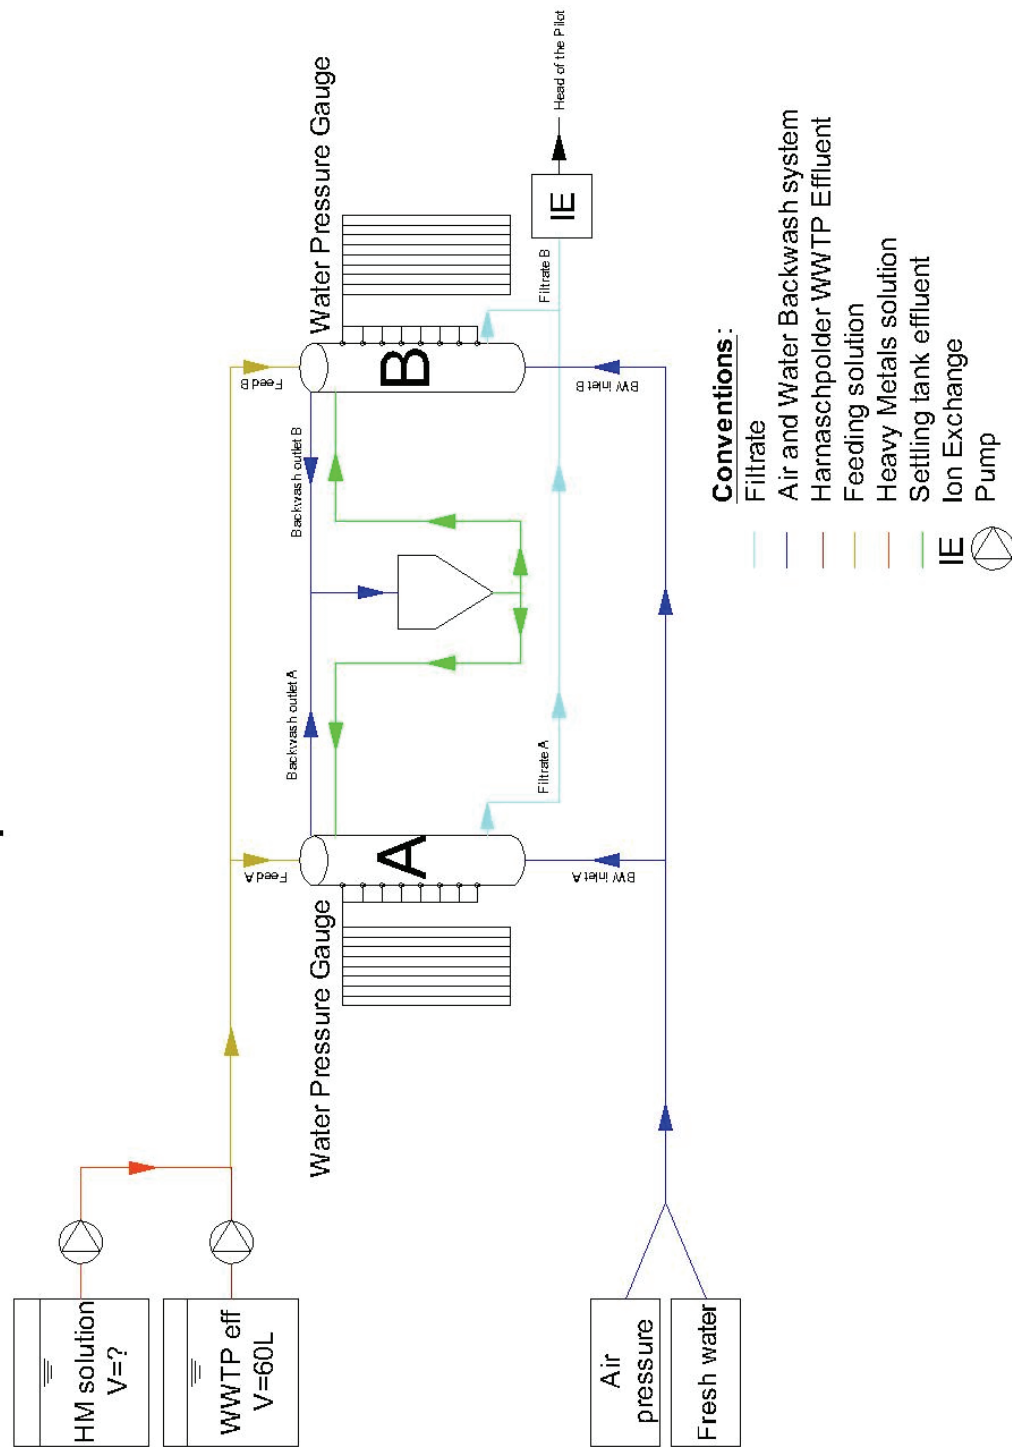 HM solution
V=?
WWTP eff
V=60L
Air
pressure
Fresh water
Feed A
Feed B
Water Pressure Gauge
Water Pressure Gauge
A
B
Backwash outlet A
Backwash outlet B
Filtrate A
Filtrate B
BW inlet A
BW inlet B
IE
Head of the Pilot
Conventions:
Filtrate
Air and Water Backwash system
Harnaschpolder WWTP Effluent
Feeding solution
Heavy Metals solution
Settling tank effluent
IE Ion Exchange
Pump